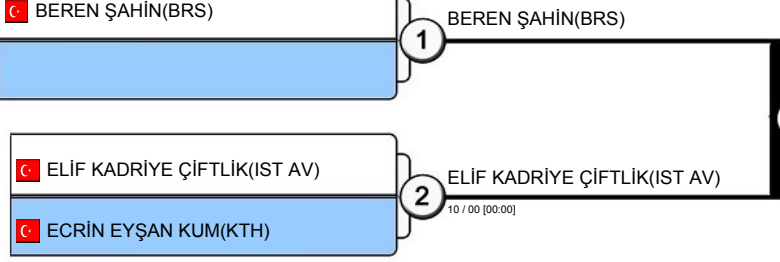 BEREN ŞAHİN(BRS)
1
BEREN ŞAHİN(BRS)
ELİF KADRİYE ÇİFTLİK(IST AV)
ECRİN EYŞAN KUM(KTH)
2
ELİF KADRİYE ÇİFTLİK(IST AV)
10 / 00 [00:00]